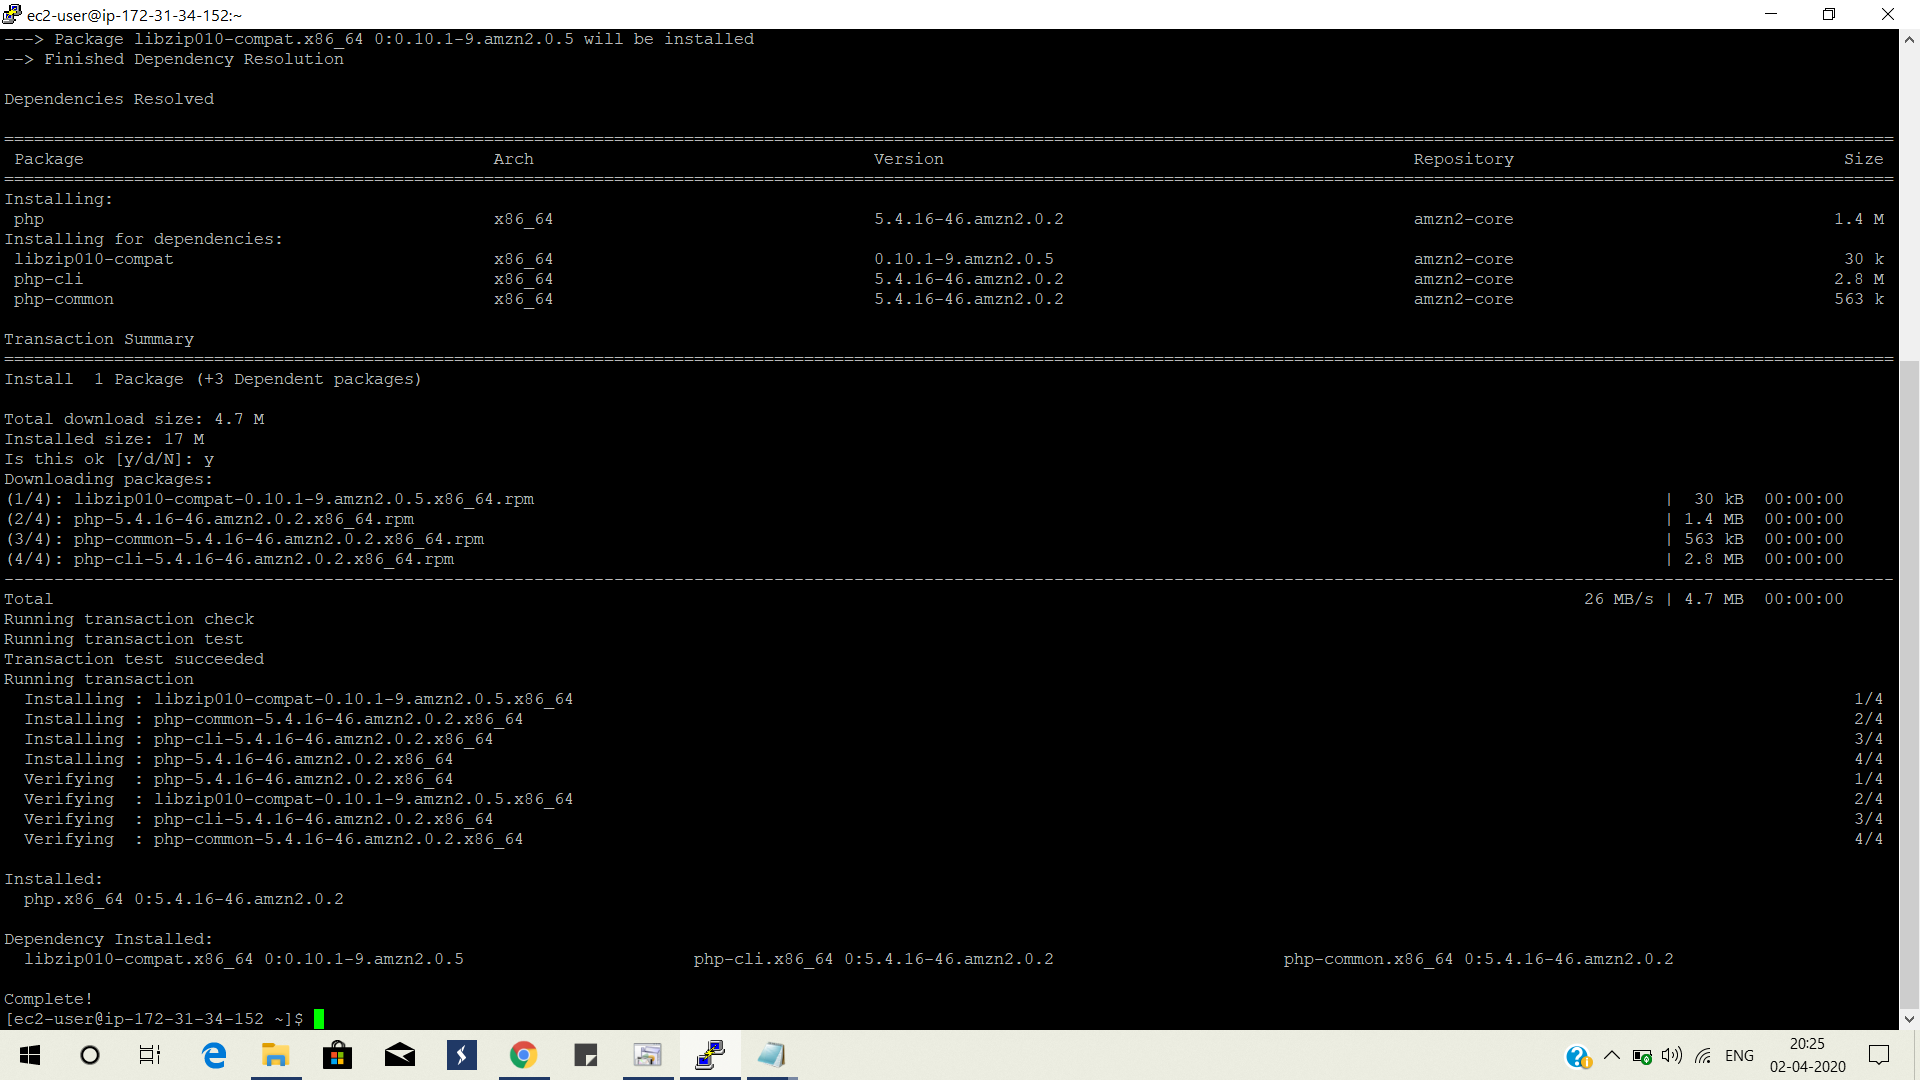 ec2-user@ip-172-31-34-152:~
---> Package libzip010-compat.x86_64 0:0.10.1-9.amzn2.0.5 will be installed
--> Finished Dependency Resolution
Dependencies Resolved
Package Arch Version Repository Size
Installing:
php x86_64 5.4.16-46.amzn2.0.2 amzn2-core 1.4 M
Installing for dependencies:
libzip010-compat x86_64 0.10.1-9.amzn2.0.5 amzn2-core 30 k
php-cli x86_64 5.4.16-46.amzn2.0.2 amzn2-core 2.8 M
php-common x86_64 5.4.16-46.amzn2.0.2 amzn2-core 563 k
Transaction Summary
Install 1 Package (+3 Dependent packages)
Total download size: 4.7 M
Installed size: 17 M
Is this ok [y/d/N]: y
Downloading packages:
(1/4): libzip010-compat-0.10.1-9.amzn2.0.5.x86_64.rpm | 30 kB 00:00:00
(2/4): php-5.4.16-46.amzn2.0.2.x86_64.rpm | 1.4 MB 00:00:00
(3/4): php-common-5.4.16-46.amzn2.0.2.x86_64.rpm | 563 kB 00:00:00
(4/4): php-cli-5.4.16-46.amzn2.0.2.x86_64.rpm | 2.8 MB 00:00:00
Total 26 MB/s | 4.7 MB 00:00:00
Running transaction check
Running transaction test
Transaction test succeeded
Running transaction
Installing : libzip010-compat-0.10.1-9.amzn2.0.5.x86_64 1/4
Installing : php-common-5.4.16-46.amzn2.0.2.x86_64 2/4
Installing : php-cli-5.4.16-46.amzn2.0.2.x86_64 3/4
Installing : php-5.4.16-46.amzn2.0.2.x86_64 4/4
Verifying : php-5.4.16-46.amzn2.0.2.x86_64 1/4
Verifying : libzip010-compat-0.10.1-9.amzn2.0.5.x86_64 2/4
Verifying : php-cli-5.4.16-46.amzn2.0.2.x86_64 3/4
Verifying : php-common-5.4.16-46.amzn2.0.2.x86_64 4/4
Installed:
php.x86_64 0:5.4.16-46.amzn2.0.2
Dependency Installed:
libzip010-compat.x86_64 0:0.10.1-9.amzn2.0.5 php-cli.x86_64 0:5.4.16-46.amzn2.0.2 php-common.x86_64 0:5.4.16-46.amzn2.0.2
Complete!
[ec2-user@ip-172-31-34-152 ~]$
ENG
20:25
02-04-2020